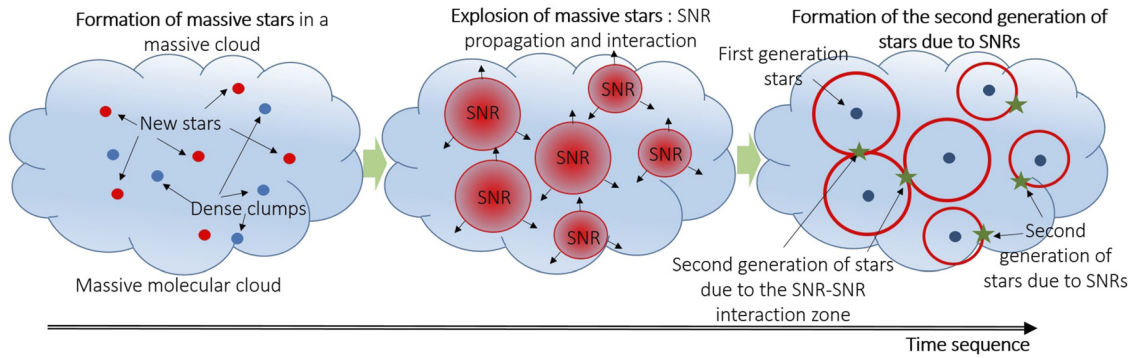 Formation of massive stars in a
massive cloud
New stars
Dense clumps
Massive molecular cloud
Explosion of massive stars : SNR
propagation and interaction
SNR
SNR
SNR
SNR
SNR
SNR
Formation of the second generation of
stars due to SNRs
First generation
stars
Second generation of stars
due to the SNR-SNR
interaction zone
Second
generation of
stars due to SNRs
Time sequence